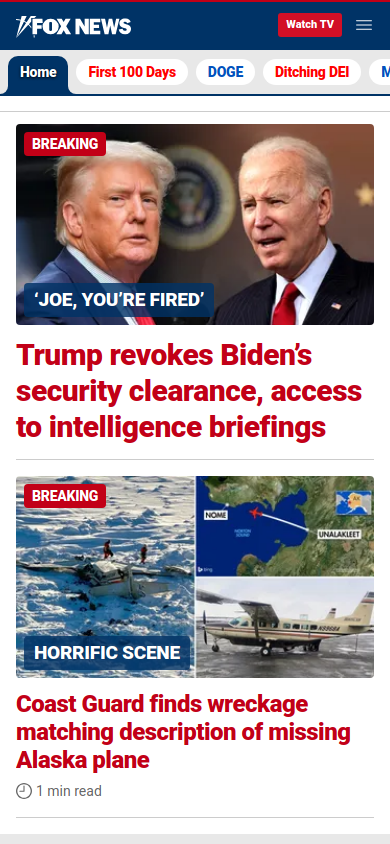 FOX NEWS
Watch TV
Home
First 100 Days
DOGE
Ditching DEI
BREAKING
‘JOE, YOU’RE FIRED’
Trump revokes Biden’s
security clearance, access
to intelligence briefings
BREAKING
NOME
NORTON
SOUND
UNALAKLEET
AK
bing
HORRIFIC SCENE
Coast Guard finds wreckage
matching description of missing
Alaska plane
1 min read